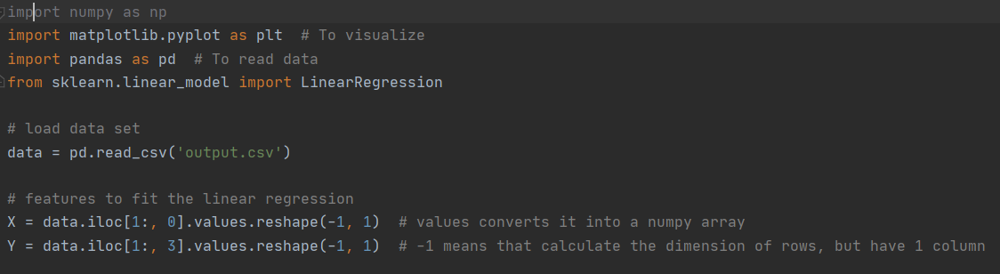 import numpy as np
import matplotlib.pyplot as plt  # To visualize
import pandas as pd  # To read data
from sklearn.linear_model import LinearRegression
# load data set
data = pd.read_csv('output.csv')
# features to fit the linear regression
X = data.iloc[1:, 0].values.reshape(-1, 1)  # values converts it into a numpy array
Y = data.iloc[1:, 3].values.reshape(-1, 1)  # -1 means that calculate the dimension of rows, but have 1 column